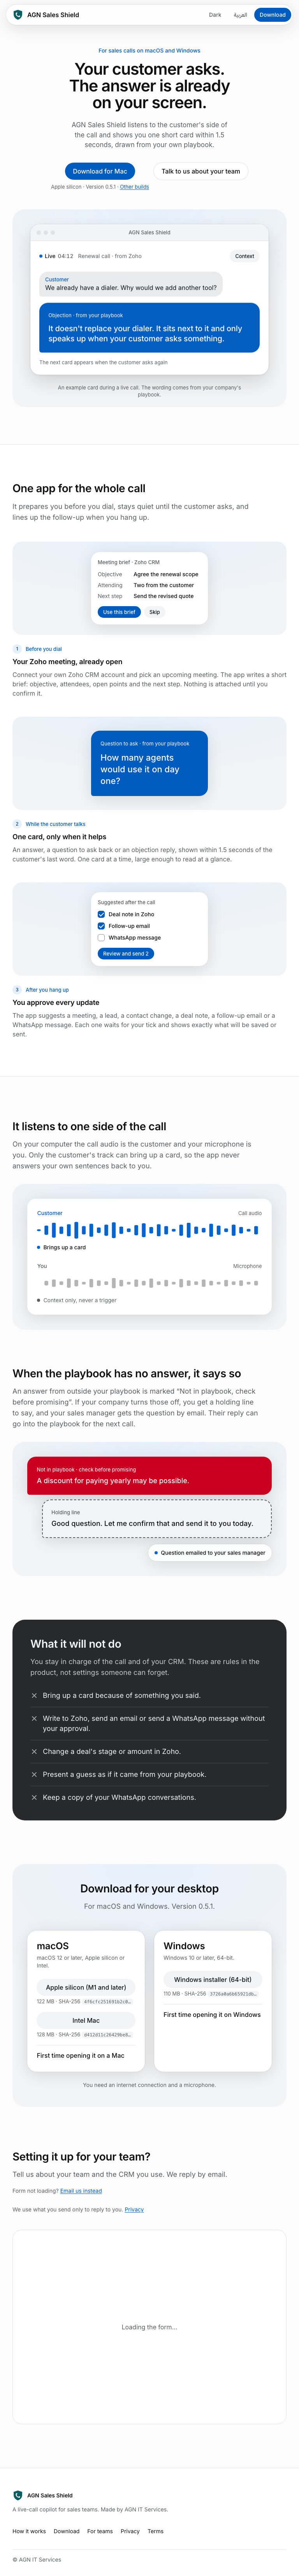 AGN Sales Shield
Dark
العربية
Download
For sales calls on macOS and Windows
Your customer asks.
The answer is already
on your screen.
AGN Sales Shield listens to the customer's side of
the call and shows you one short card within 1.5
seconds, drawn from your own playbook.
Download for Mac
Talk to us about your team
Apple silicon · Version 0.5.1 · Other builds
AGN Sales Shield
Live 04:12 Renewal call · from Zoho
Context
Customer
We already have a dialer. Why would we add another tool?
Objection · from your playbook
It doesn't replace your dialer. It sits next to it and only
speaks up when your customer asks something.
The next card appears when the customer asks again
An example card during a live call. The wording comes from your company's
playbook.
One app for the whole call
It prepares you before you dial, stays quiet until the customer asks, and
lines up the follow-up when you hang up.
Meeting brief · Zoho CRM
Objective Agree the renewal scope
Attending Two from the customer
Next step Send the revised quote
Use this brief
Skip
1 Before you dial
Your Zoho meeting, already open
Connect your own Zoho CRM account and pick an upcoming meeting. The app writes a short
brief: objective, attendees, open points and the next step. Nothing is attached until you
confirm it.
Question to ask · from your playbook
How many agents
would use it on day
one?
2 While the customer talks
One card, only when it helps
An answer, a question to ask back or an objection reply, shown within 1.5 seconds of the
customer's last word. One card at a time, large enough to read at a glance.
Suggested after the call
Deal note in Zoho
Follow-up email
WhatsApp message
Review and send 2
3 After you hang up
You approve every update
The app suggests a meeting, a lead, a contact change, a deal note, a follow-up email or a
WhatsApp message. Each one waits for your tick and shows exactly what will be saved or
sent.
It listens to one side of the call
On your computer the call audio is the customer and your microphone is
you. Only the customer's track can bring up a card, so the app never
answers your own sentences back to you.
Customer
Call audio
Brings up a card
You
Microphone
Context only, never a trigger
When the playbook has no answer, it says so
An answer from outside your playbook is marked “Not in playbook, check
before promising”. If your company turns those off, you get a holding line
to say, and your sales manager gets the question by email. Their reply can
go into the playbook for the next call.
Not in playbook · check before promising
A discount for paying yearly may be possible.
Holding line
Good question. Let me confirm that and send it to you today.
Question emailed to your sales manager
What it will not do
You stay in charge of the call and of your CRM. These are rules in the
product, not settings someone can forget.
Bring up a card because of something you said.
Write to Zoho, send an email or send a WhatsApp message without
your approval.
Change a deal's stage or amount in Zoho.
Present a guess as if it came from your playbook.
Keep a copy of your WhatsApp conversations.
Download for your desktop
For macOS and Windows. Version 0.5.1.
macOS
macOS 12 or later, Apple silicon or
Intel.
Apple silicon (M1 and later)
122 MB · SHA-256
Intel Mac
128 MB · SHA-256
First time opening it on a Mac
Windows
Windows 10 or later, 64-bit.
Windows installer (64-bit)
110 MB · SHA-256
First time opening it on Windows
You need an internet connection and a microphone.
Setting it up for your team?
Tell us about your team and the CRM you use. We reply by email.
Form not loading? Email us instead
We use what you send only to reply to you. Privacy
Loading the form...
AGN Sales Shield
A live-call copilot for sales teams. Made by AGN IT Services.
How it works
Download
For teams
Privacy
Terms
© AGN IT Services